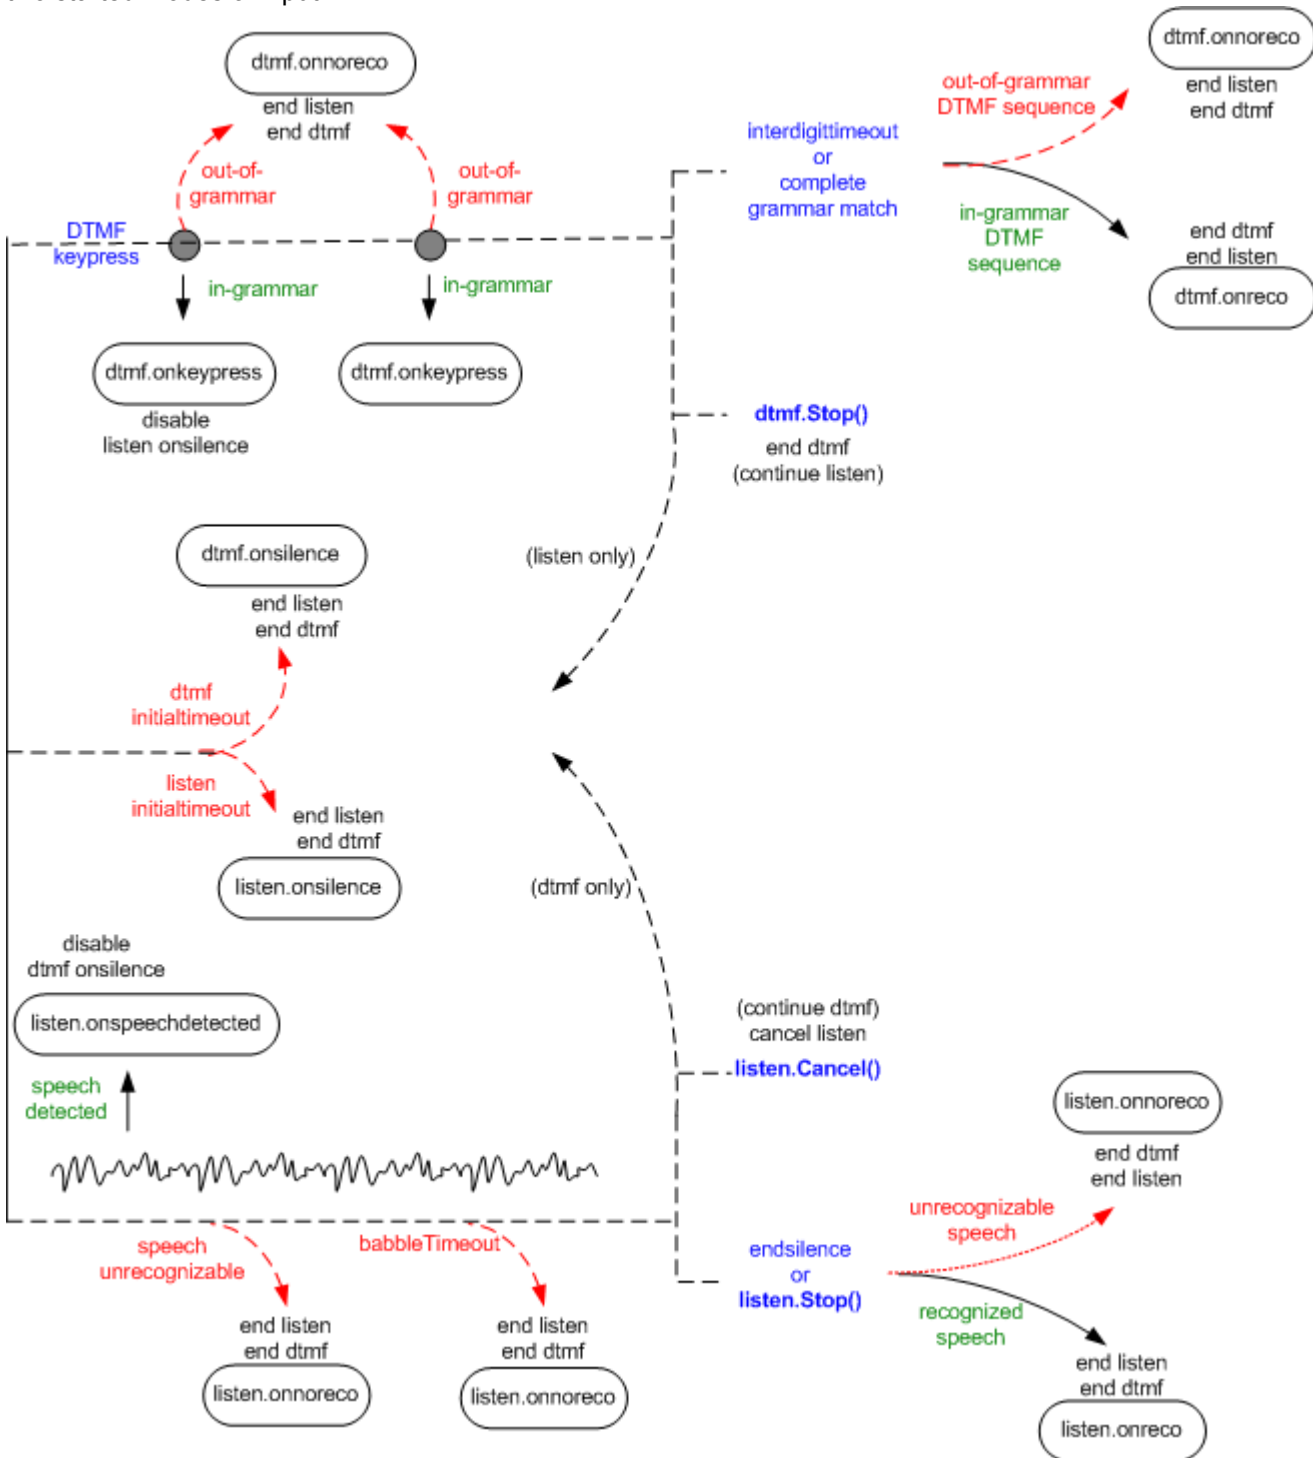 dtmf.onnoreco
end listen
end dtmf
out-of-
grammar
out-of-
grammar
DTMF
keypress
in-grammar
in-grammar
dtmf.onkeypress
dtmf.onkeypress
disable
listen onsilence
dtmf.onnoreco
end listen
end dtmf
out-of-grammar
DTMF sequence
interdigittimeout
or
complete
grammar match
in-grammar
DTMF
sequence
end dtmf
end listen
dtmf.onreco
dtmf.Stop()
end dtmf
(continue listen)
(listen only)
dtmf.onsilence
end listen
end dtmf
dtmf
initialtimeout
listen
initialtimeout
end listen
end dtmf
listen.onsilence
(dtmf only)
disable
dtmf onsilence
listen.onspeechdetected
speech
detected
(continue dtmf)
cancel listen
listen.Cancel()
speech
unrecognizable
babbleTimeout
end listen
end dtmf
listen.onnoreco
end listen
end dtmf
listen.onnoreco
endsilence
or
listen.Stop()
listen.onnoreco
end dtmf
end listen
unrecognizable
speech
recognized
speech
end listen
end dtmf
listen.onreco